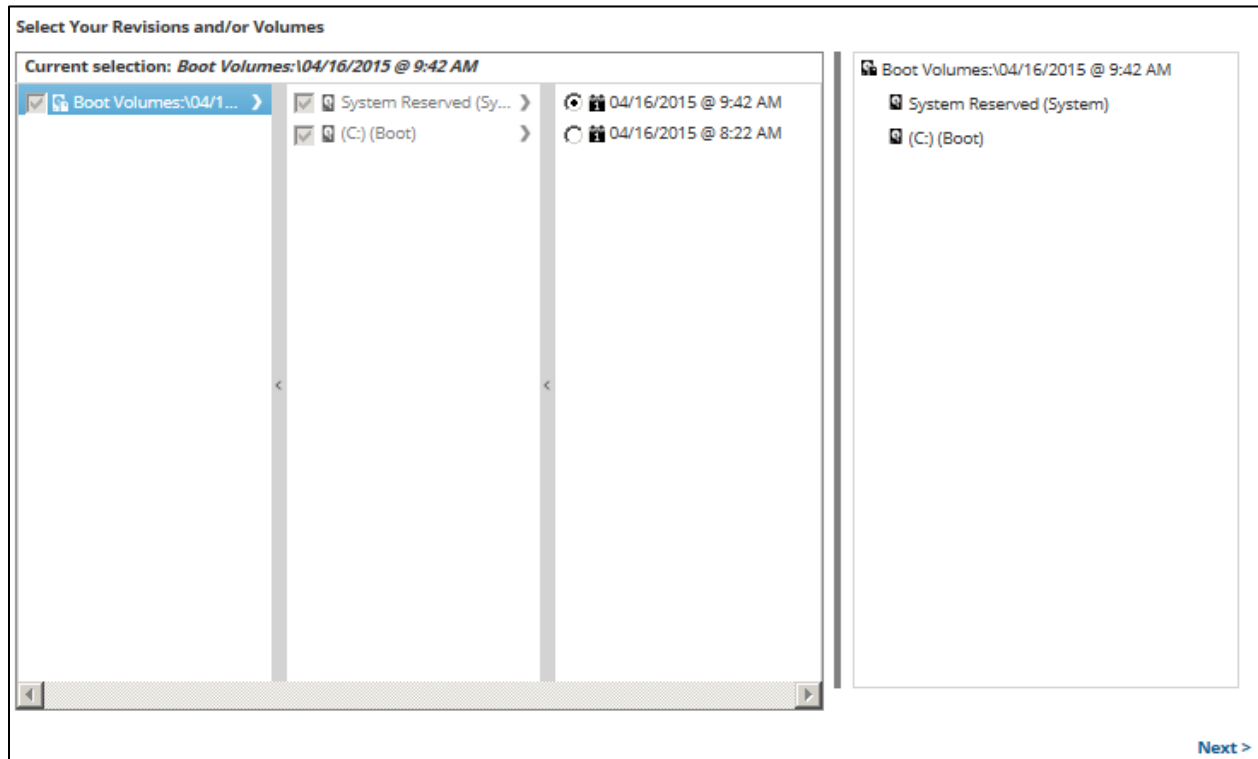 Select Your Revisions and/or Volumes
Current selection: Boot Volumes:\04/16/2015 @ 9:42 AM
Boot Volumes:\04/1...
System Reserved (Sy...
(C:) (Boot)
04/16/2015 @ 9:42 AM
04/16/2015 @ 8:22 AM
Boot Volumes:\04/16/2015 @ 9:42 AM
System Reserved (System)
(C:) (Boot)
Next >